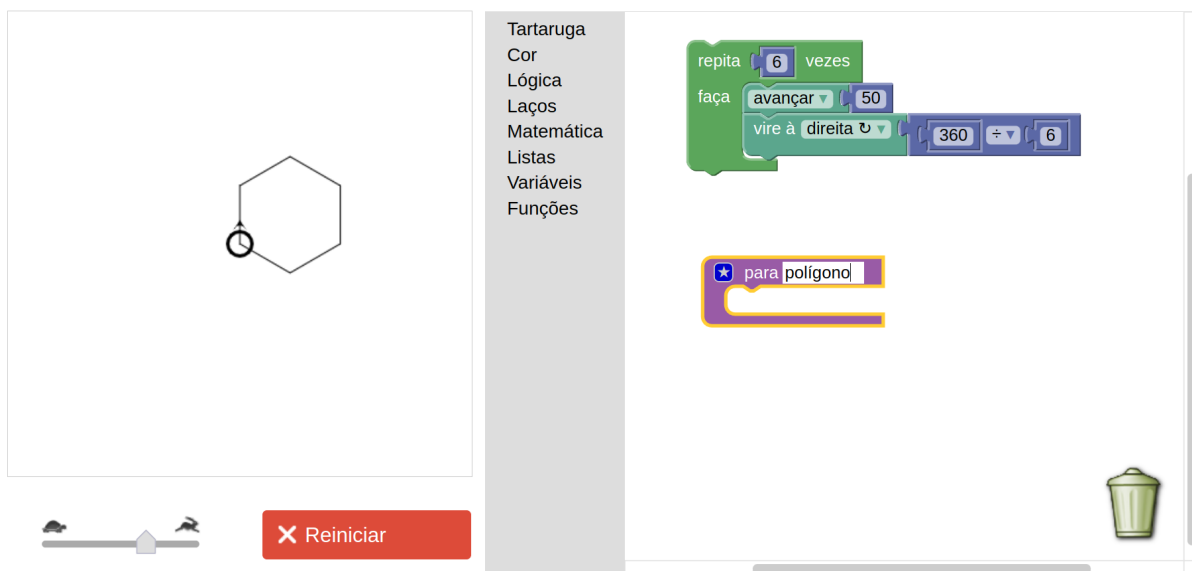 Tartaruga
Cor
Lógica
Laços
Matemática
Listas
Variáveis
Funções
repita 6 vezes
faça avançar ▾ 50
vire à direita ↻ ▾ 360 ÷ ▾ 6
para polígono
Reiniciar